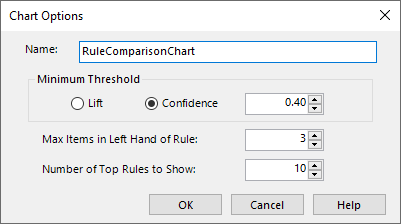 Chart Options
Name: RuleComparisonChart
Minimum Threshold
Lift Confidence 0.40
Max Items in Left Hand of Rule: 3
Number of Top Rules to Show: 10
OK Cancel Help